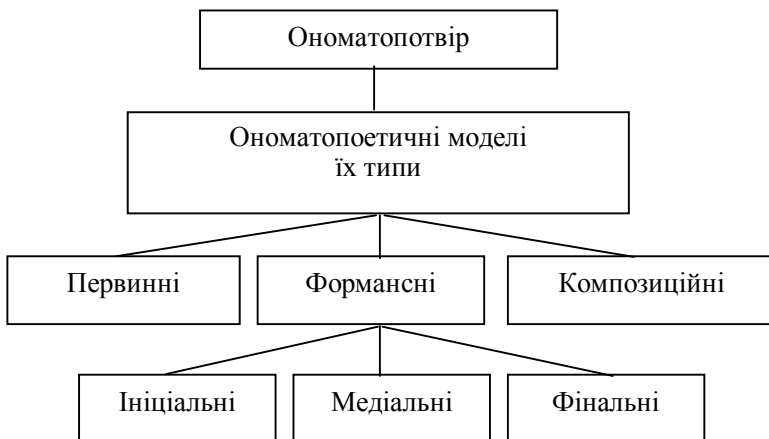 Ономатопотвір
Ономатопоетичні моделі
їх типи
Первинні
Формансні
Композиційні
Ініціальні
Медіальні
Фінальні